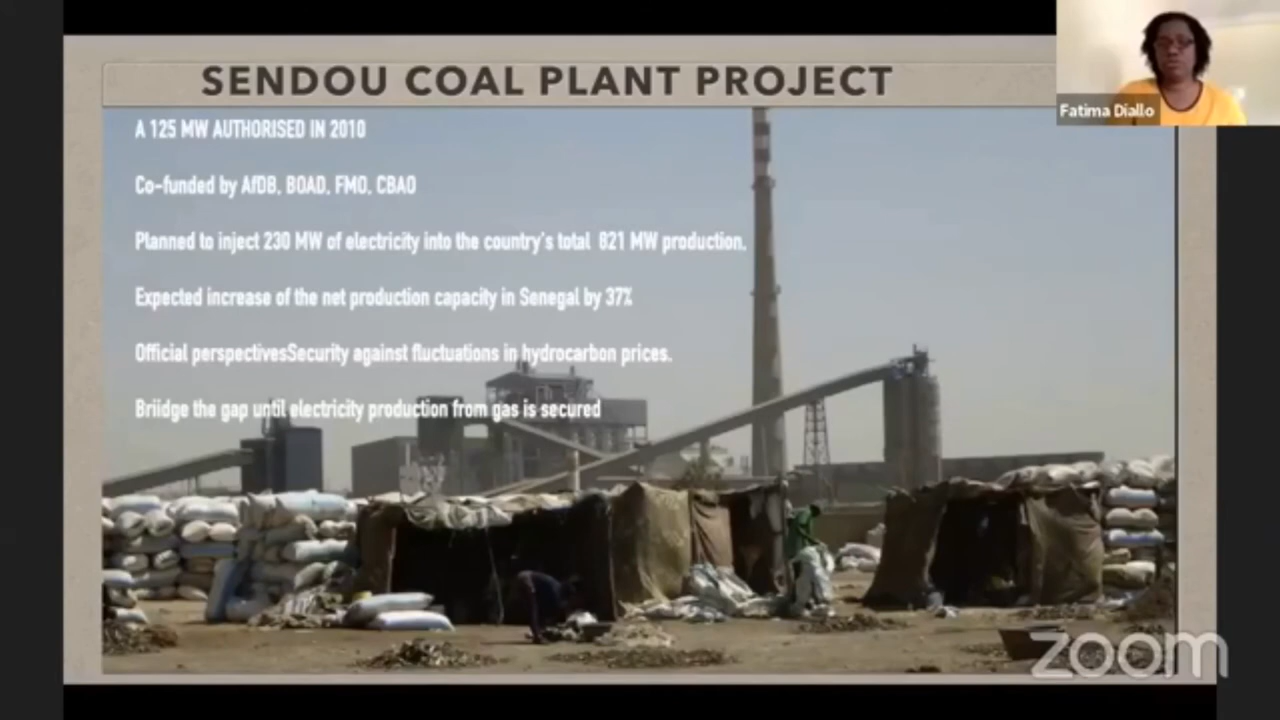 SENDOU COAL PLANT PROJECT
Fatima Diallo
A 125 MW AUTHORISED IN 2010
Co-funded by AfDB, BOAD, FMO, CBAO
Planned to inject 230 MW of electricity into the country's total 821 MW production,
Expected increase of the net production capacity in Senegal by 37%
Official perspectivesSecurity against fluctuations in hydrocarbon prices.
Briidge the gap until electricity production from gas is secured
zoom